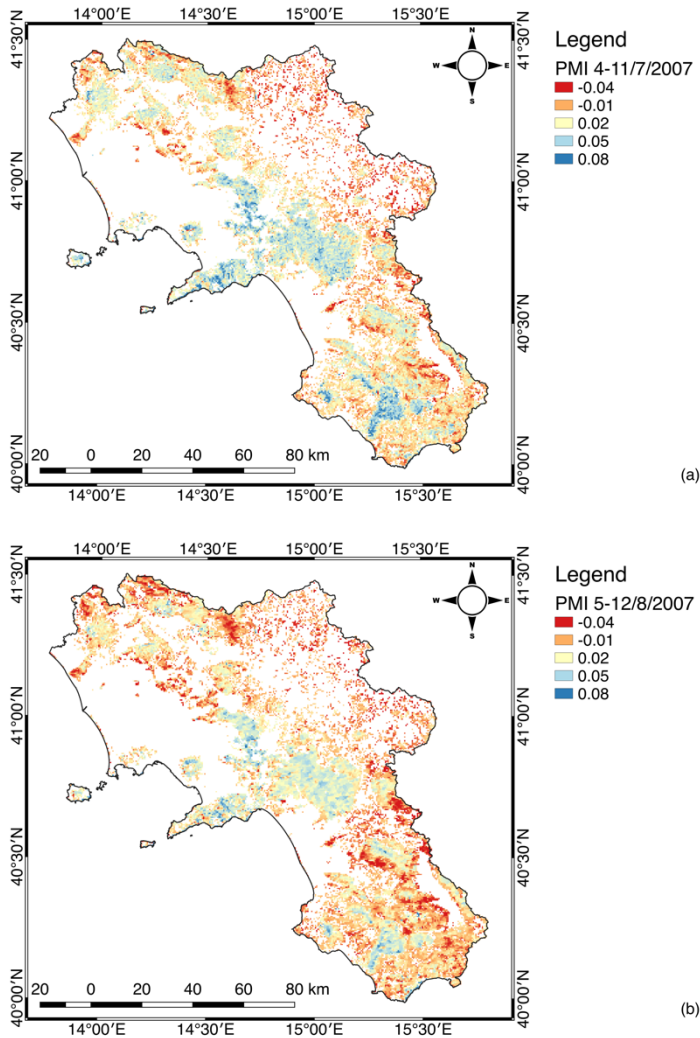 14°00′E 14°30′E 15°00′E 15°30′E
41°30′N 41°30′N
41°00′N 41°00′N
40°30′N 40°30′N
40°00′N 40°00′N
N
W E
S
20 0 20 40 60 80 km
14°00′E 14°30′E 15°00′E 15°30′E
Legend
PMI 4-11/7/2007
-0.04
-0.01
0.02
0.05
0.08
(a)
14°00′E 14°30′E 15°00′E 15°30′E
41°30′N 41°30′N
41°00′N 41°00′N
40°30′N 40°30′N
40°00′N 40°00′N
N
W E
S
20 0 20 40 60 80 km
14°00′E 14°30′E 15°00′E 15°30′E
Legend
PMI 5-12/8/2007
-0.04
-0.01
0.02
0.05
0.08
(b)